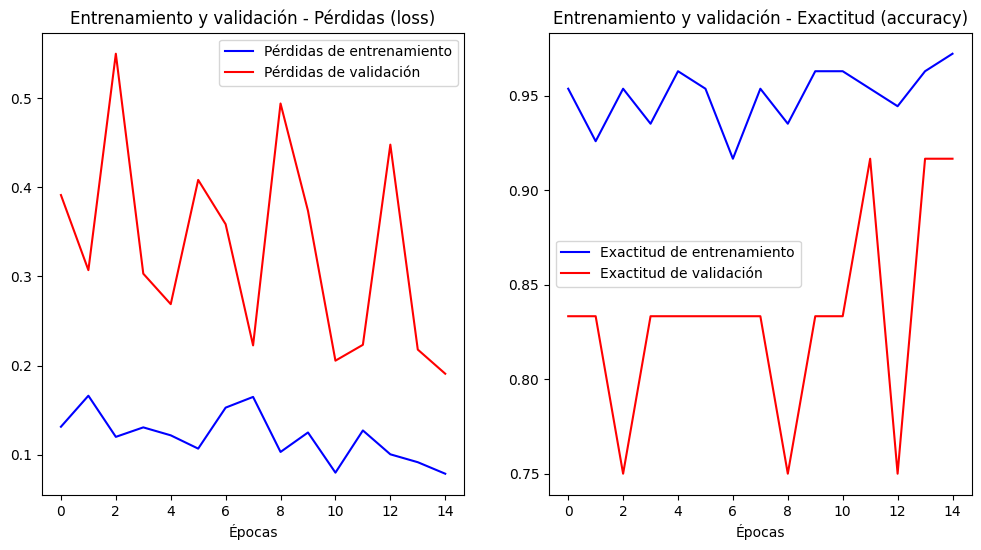 Entrenamiento y validación - Pérdidas (loss)
Pérdidas de entrenamiento
Pérdidas de validación
0.5
0.4
0.3
0.2
0.1
0 2 4 6 8 10 12 14
Épocas
Entrenamiento y validación - Exactitud (accuracy)
0.95
0.90
Exactitud de entrenamiento
Exactitud de validación
0.85
0.80
0.75
0 2 4 6 8 10 12 14
Épocas